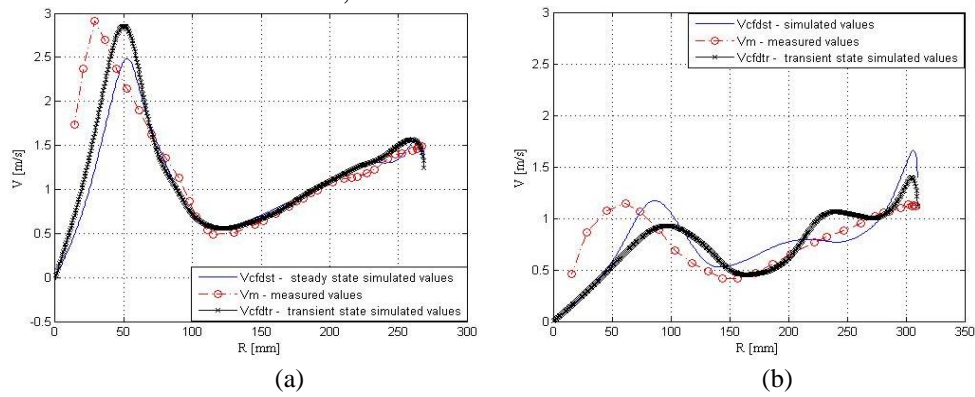 3
2.5
2
1.5
1
0.5
0
-0.5
V [m/s]
0 50 100 150 200 250 300
R [mm]
Vcfdst - steady state simulated values
Vm - measured values
Vcfdtr - transient state simulated values
(a)
3
2.5
2
1.5
1
0.5
0
V [m/s]
0 50 100 150 200 250 300 350
R [mm]
Vcfdst - simulated values
Vm - measured values
Vcfdtr - transient state simulated values
(b)